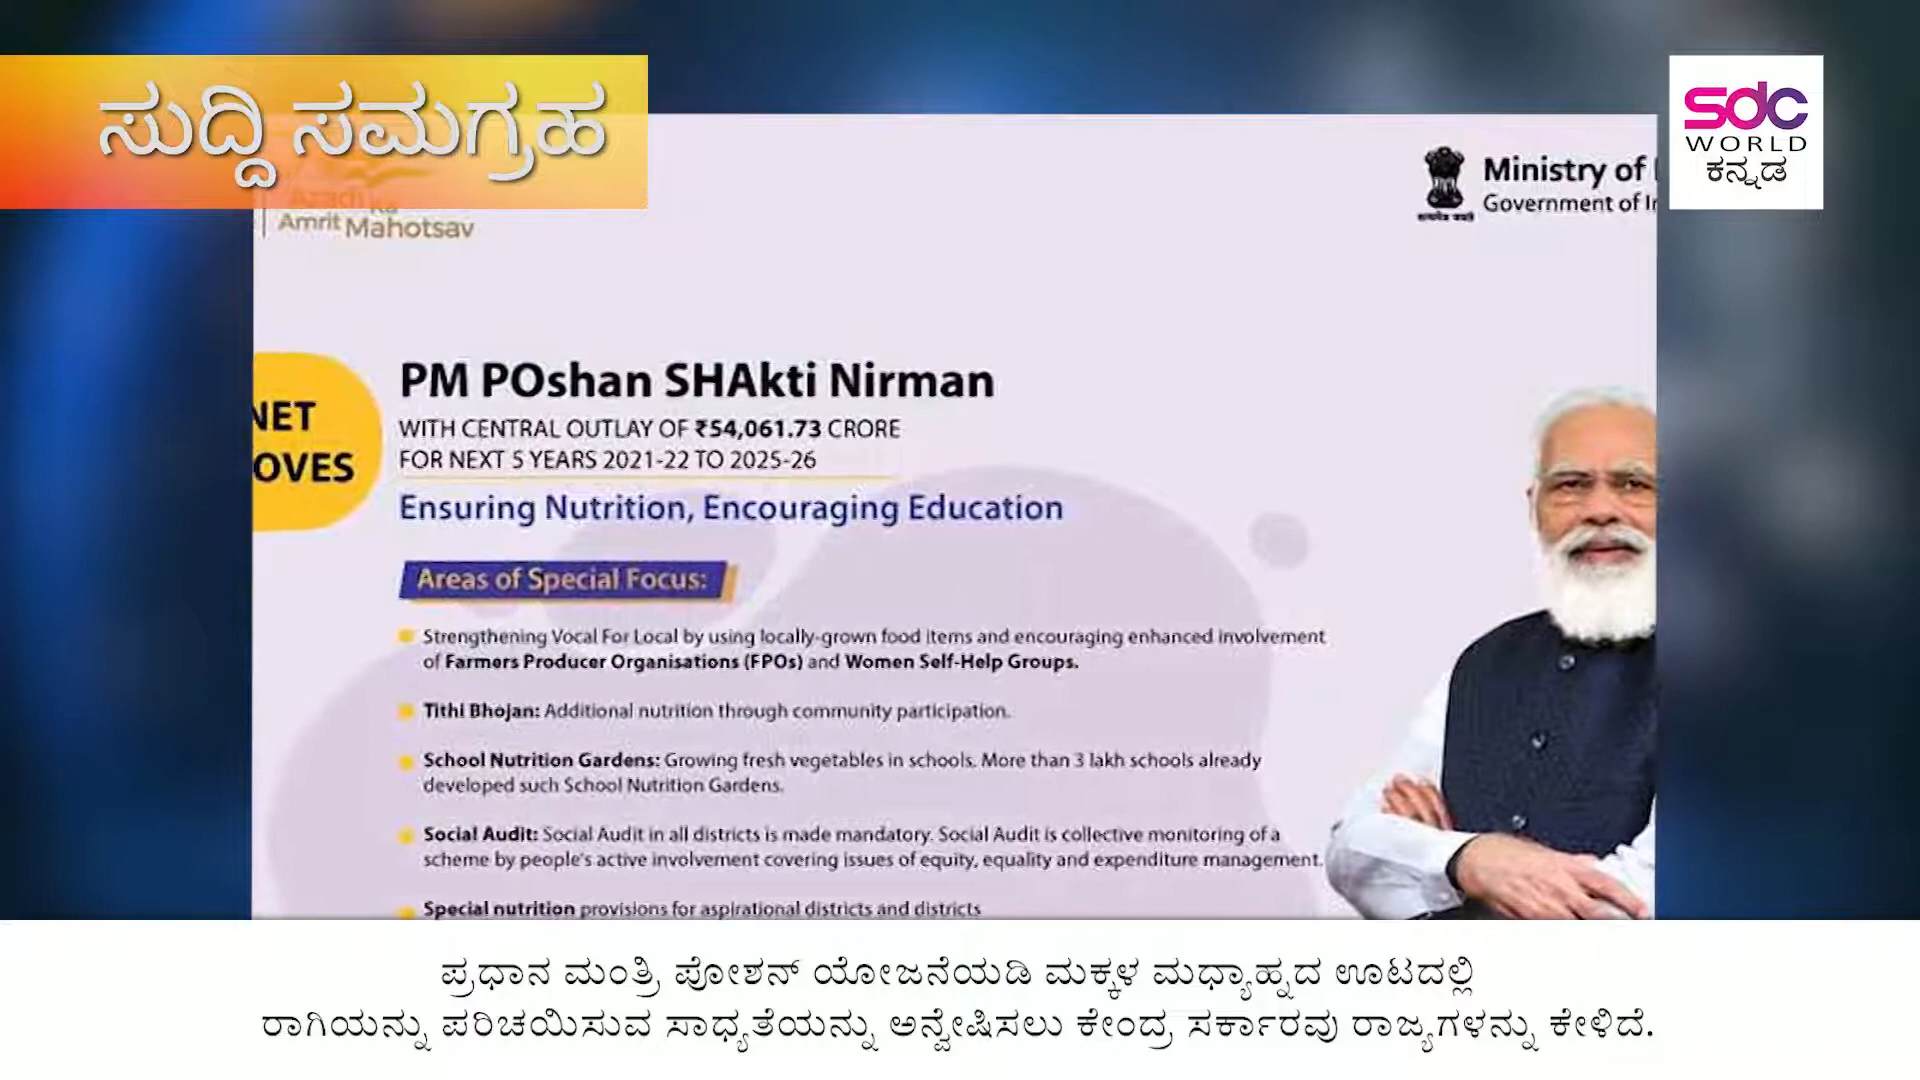 ಸುದ್ದಿ ಸಮಗ್ರಹ
sdc
WORLD
ಕನ್ನಡ
Azadi Ka
Amrit Mahotsav
Ministry of
Government of
NET
OVES
PM POshan SHAkti Nirman
WITH CENTRAL OUTLAY OF ₹54,061.73 CRORE
FOR NEXT 5 YEARS 2021-22 TO 2025-26
Ensuring Nutrition, Encouraging Education
Areas of Special Focus:
Strengthening Vocal For Local by using locally-grown food items and encouraging enhanced involvement
of Farmers Producer Organisations (FPOs) and Women Self-Help Groups.
Tithi Bhojan: Additional nutrition through community participation.
School Nutrition Gardens: Growing fresh vegetables in schools. More than 3 lakh schools already
developed such School Nutrition Gardens.
Social Audit: Social Audit in all districts is made mandatory. Social Audit is collective monitoring of a
scheme by people's active involvement covering issues of equity, equality and expenditure management.
Special nutrition provisions for aspirational districts and districts
ಪ್ರಧಾನ ಮಂತ್ರಿ ಪೋಶನ್ ಯೋಜನೆಯಡಿ ಮಕ್ಕಳ ಮಧ್ಯಾಹ್ನದ ಊಟದಲ್ಲಿ
ರಾಗಿಯನ್ನು ಪರಿಚಯಿಸುವ ಸಾಧ್ಯತೆಯನ್ನು ಅನ್ವೇಷಿಸಲು ಕೇಂದ್ರ ಸರ್ಕಾರವು ರಾಜ್ಯಗಳನ್ನು ಕೇಳಿದೆ.